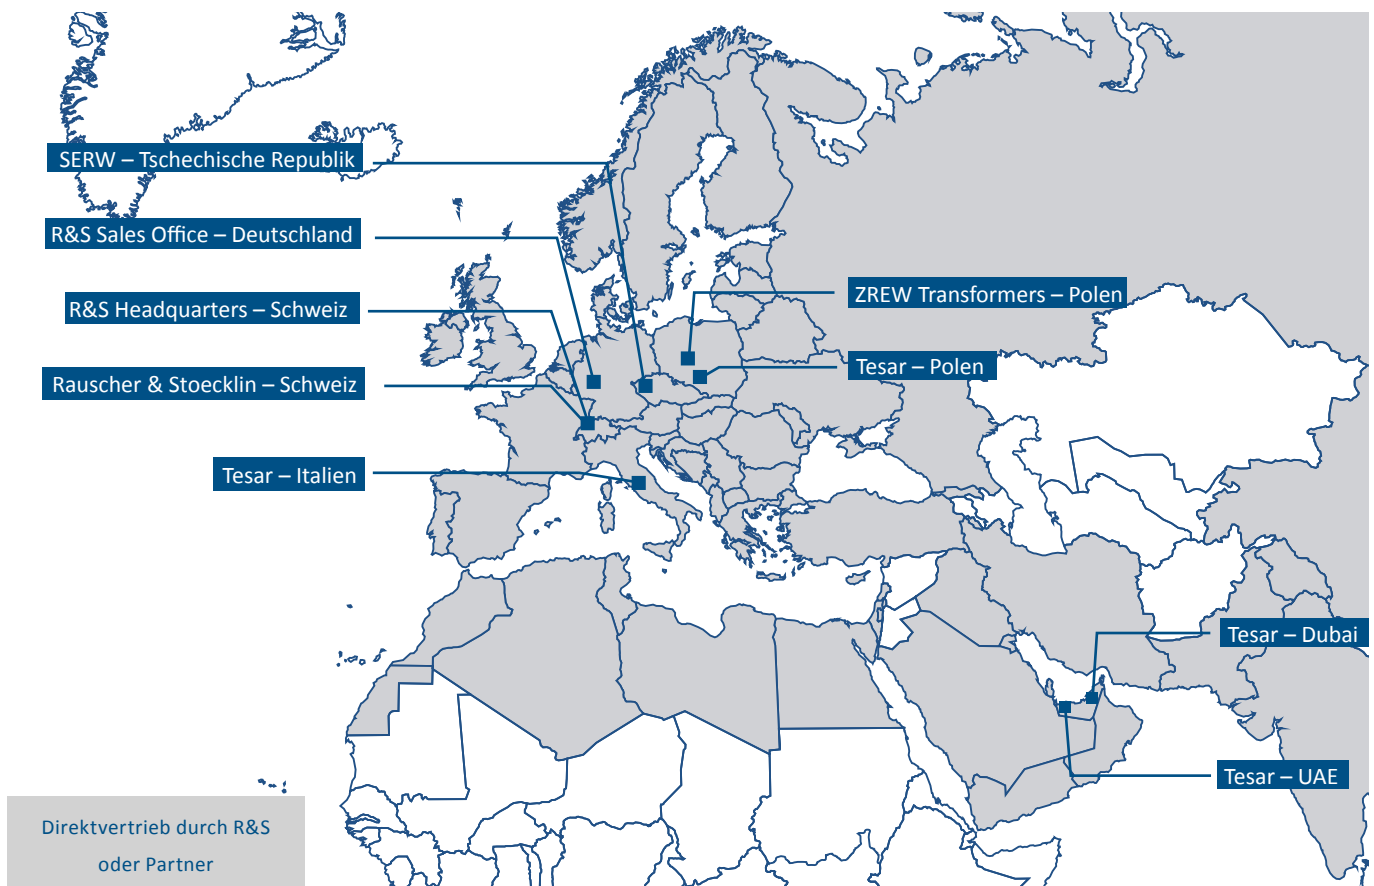 SERW – Tschechische Republik
R&S Sales Office – Deutschland
R&S Headquarters – Schweiz
ZREW Transformers – Polen
Rauscher & Stoecklin – Schweiz
Tesar – Polen
Tesar – Italien
Tesar – Dubai
Tesar – UAE
Direktvertrieb durch R&S
oder Partner